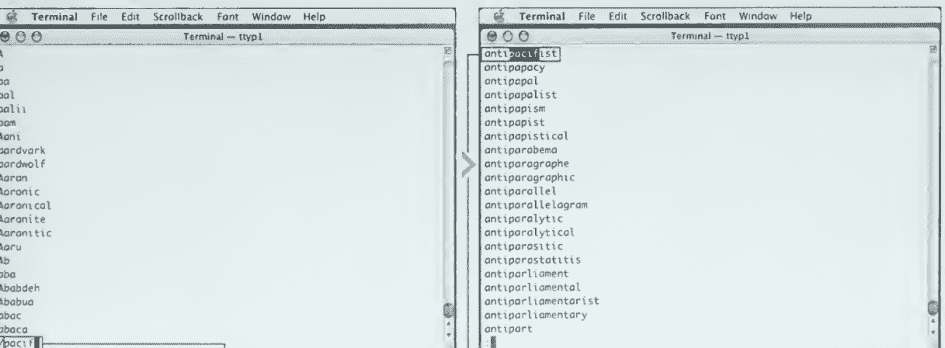 Terminal File Edit Scrollback Font Window Help
Terminal — ttyp1
A
a
aa
aal
aalii
aam
Aani
aardvark
aardwolf
Aaron
Aaronic
Aaronical
Aaronite
Aaronitic
Aaru
Ab
aba
Ababdeh
Ababua
abac
abaca
/pacif
Terminal File Edit Scrollback Font Window Help
Terminal — ttyp1
antipacifist
antipapacy
antipapal
antipapalist
antipapism
antipapist
antipapistical
antiparabema
antiparagraphe
antiparagraphic
antiparallel
antiparallelogram
antiparalytic
antiparalytical
antiparasitic
antiparastatitis
antiparliament
antiparliamental
antiparliamentarist
antiparliamentary
antipart
: